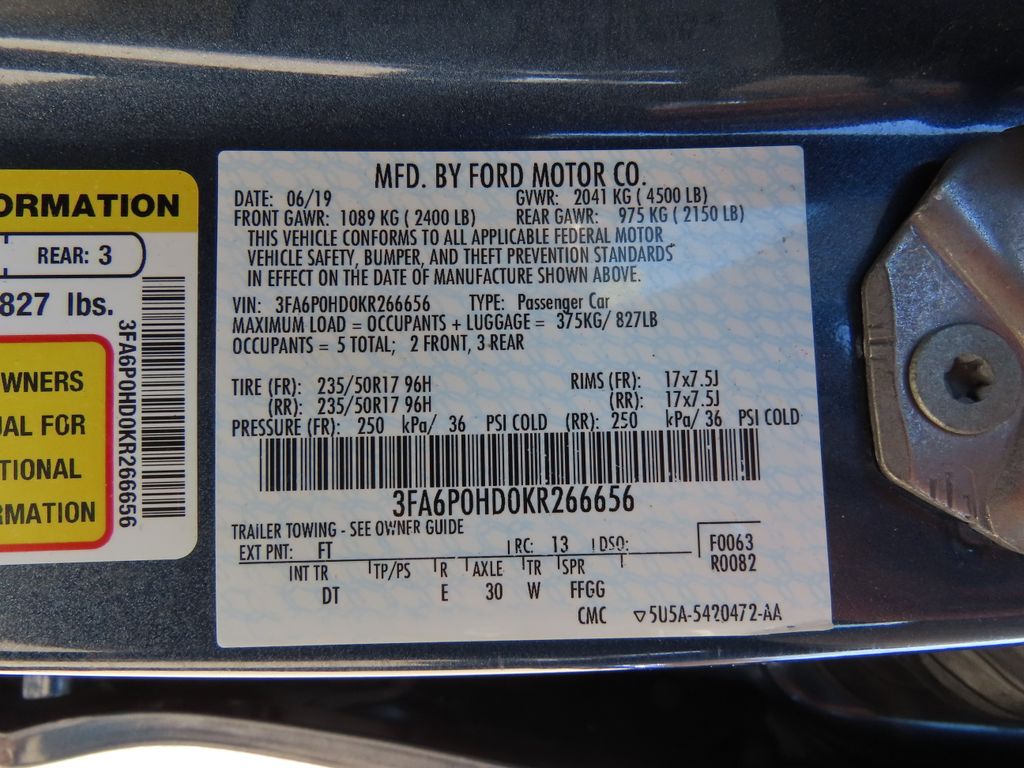 ORMATION
REAR: 3
827 lbs.
WNERS
UAL FOR
TIONAL
RMATION
3FA6P0HD0KR266656
MFD. BY FORD MOTOR CO.
DATE: 06/19 GVWR: 2041 KG ( 4500 LB)
FRONT GAWR: 1089 KG ( 2400 LB) REAR GAWR: 975 KG ( 2150 LB)
THIS VEHICLE CONFORMS TO ALL APPLICABLE FEDERAL MOTOR
VEHICLE SAFETY, BUMPER, AND THEFT PREVENTION STANDARDS
IN EFFECT ON THE DATE OF MANUFACTURE SHOWN ABOVE.
VIN: 3FA6P0HD0KR266656 TYPE: Passenger Car
MAXIMUM LOAD = OCCUPANTS + LUGGAGE = 375KG/ 827LB
OCCUPANTS = 5 TOTAL; 2 FRONT, 3 REAR
TIRE (FR): 235/50R17 96H RIMS (FR): 17x7.5J
(RR): 235/50R17 96H (RR): 17x7.5J
PRESSURE (FR): 250 kPa/ 36 PSI COLD (RR): 250 kPa/ 36 PSI COLD
3FA6P0HD0KR266656
TRAILER TOWING - SEE OWNER GUIDE
EXT PNT: FT RC: 13 DSO: F0063
R0082
INT TR TP/PS R AXLE TR SPR
DT E 30 W FFGG
CMC ▽5U5A-5420472-AA